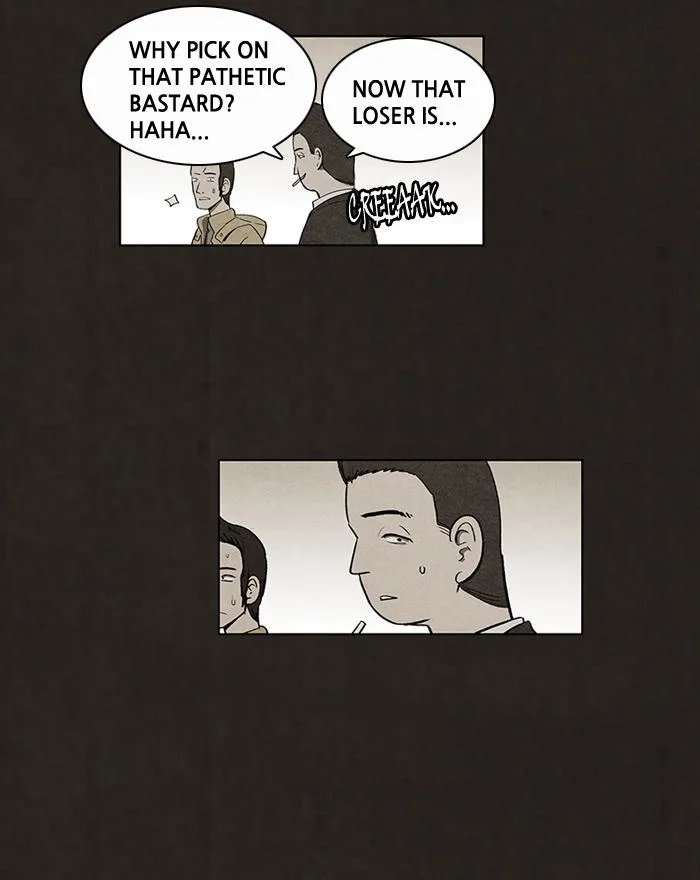 WHY PICK ON
THAT PATHETIC
BASTARD?
HAHA...
NOW THAT
LOSER IS...
CREEAAK...